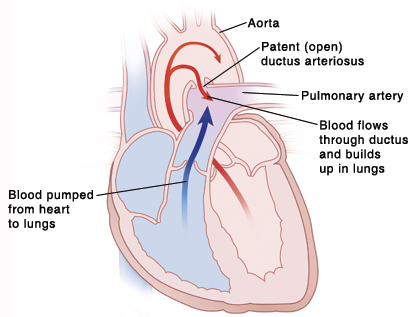 Aorta
Patent (open)
ductus arteriosus
Pulmonary artery
Blood flows
through ductus
and builds
up in lungs
Blood pumped
from heart
to lungs